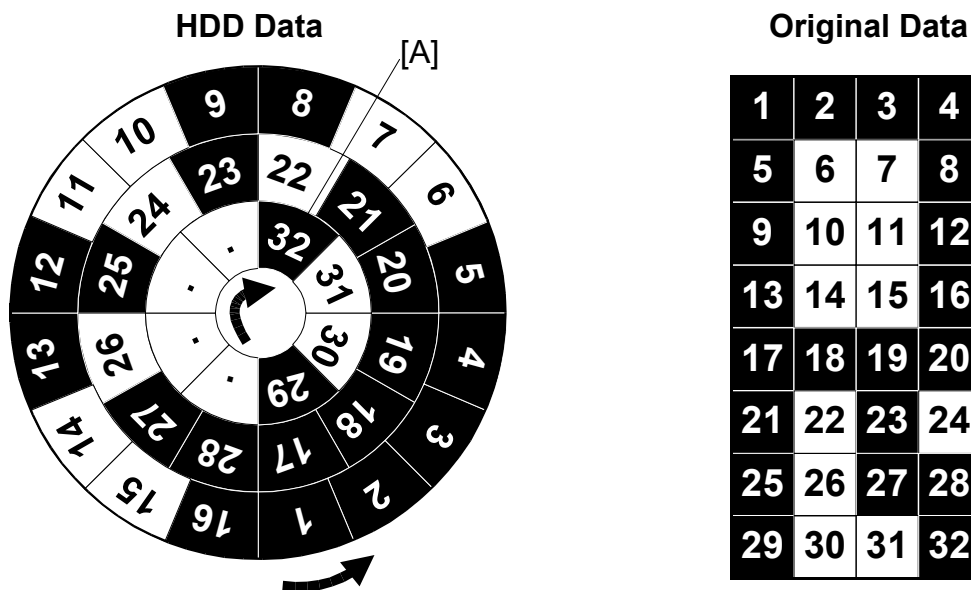 HDD Data
Original Data
[A]
1 2 3 4 5 6 7 8 9 10 11 12 13 14 15 16
17 18 19 20 21 22 23 24 25 26 27 28
29 30 31 32 . . . .
1 2 3 4
5 6 7 8
9 10 11 12
13 14 15 16
17 18 19 20
21 22 23 24
25 26 27 28
29 30 31 32